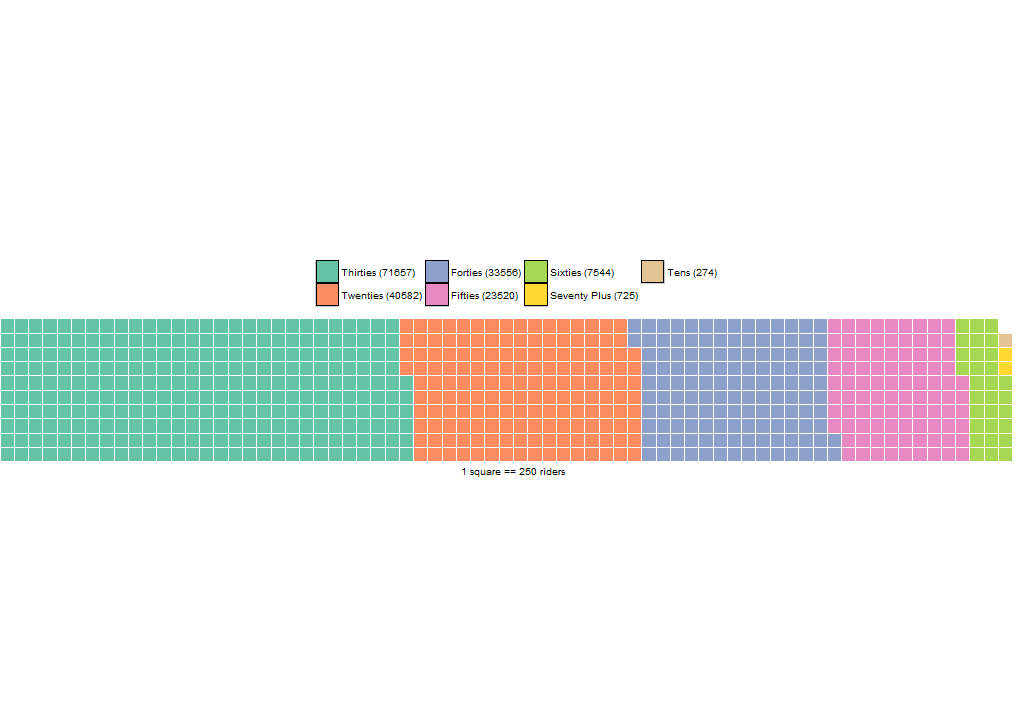 Thirties (71657) Forties (33556) Sixties (7544) Tens (274)
Twenties (40582) Fifties (23520) Seventy Plus (725)
1 square == 250 riders